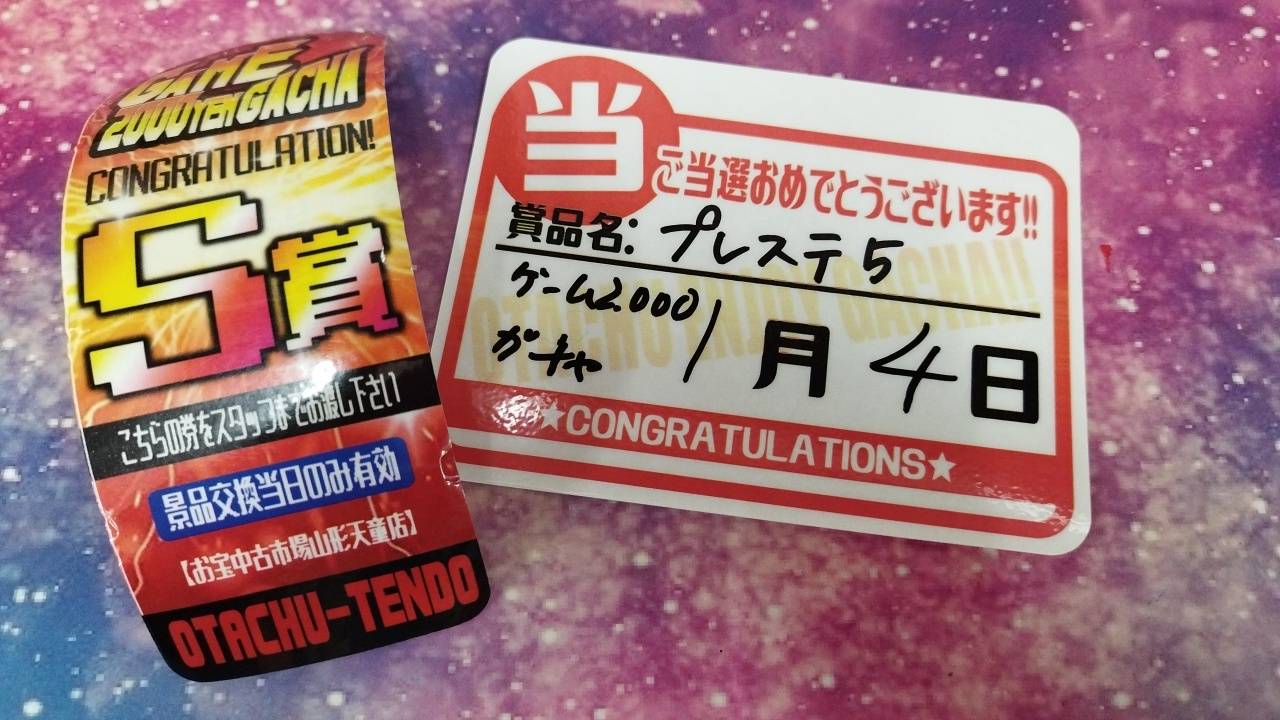 GAME
2000YEN GACHA
CONGRATULATION!
S賞
こちらの券をスタッフまでお渡し下さい
景品交換当日のみ有効
【お宝中古市場山形天童店】
OTACHU-TENDO
当
ご当選おめでとうございます!!
賞品名: プレステ5
ゲーム2000
ガチャ
1月4日
★CONGRATULATIONS★